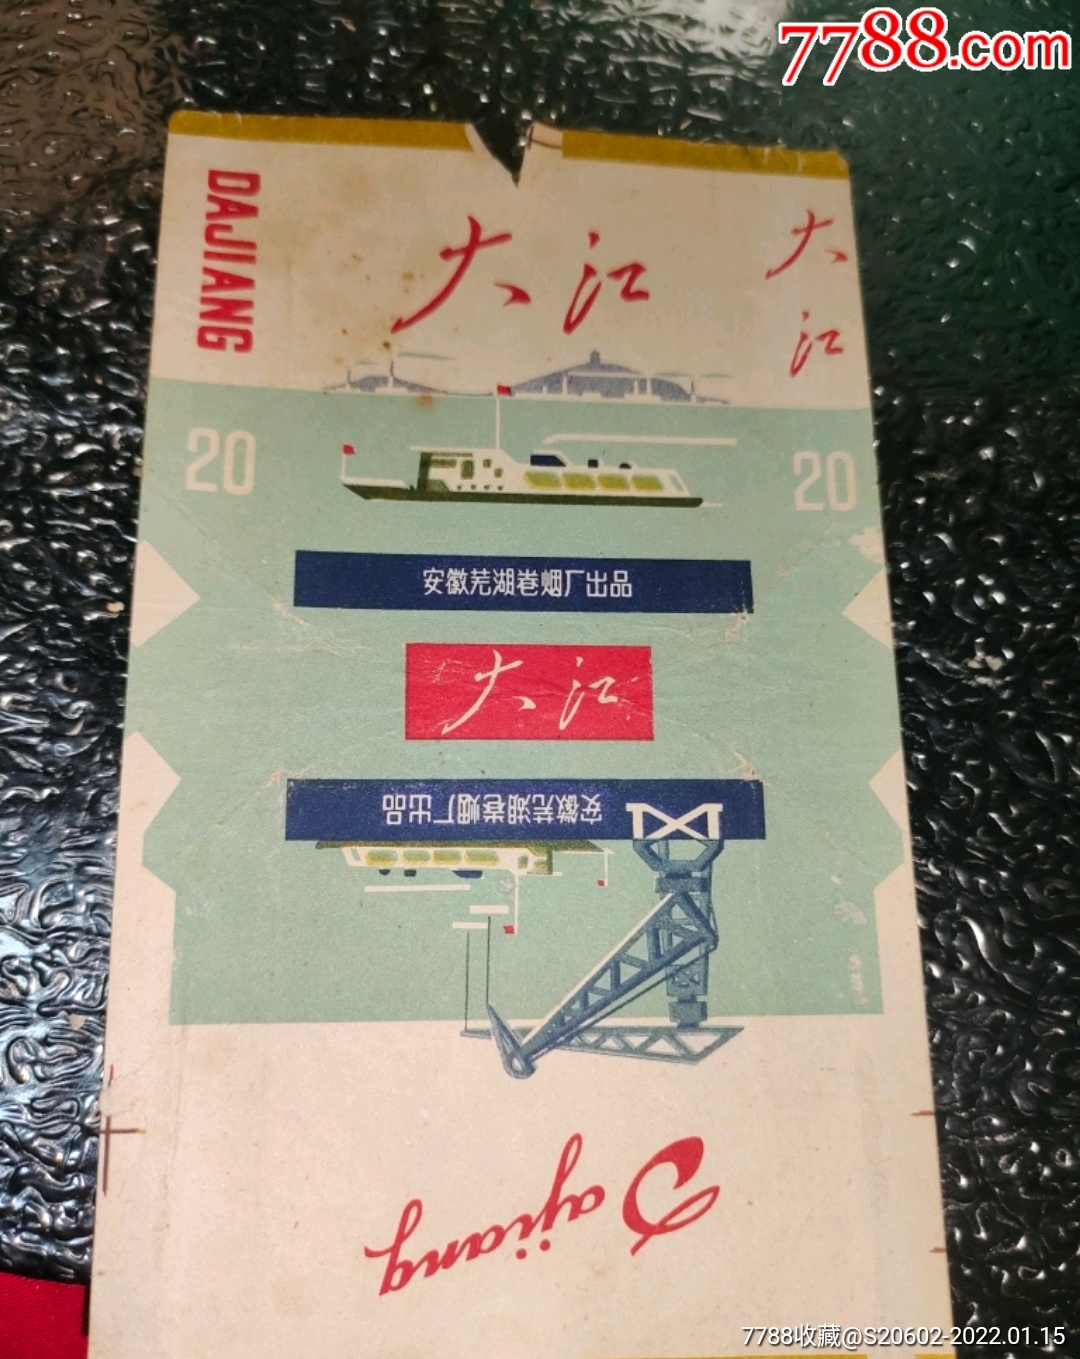 7788.com
DAJIANG
大江
大江
20
20
安徽芜湖卷烟厂出品
大江
安徽芜湖卷烟厂出品
Dajiang
7788收藏@S20602-2022.01.15